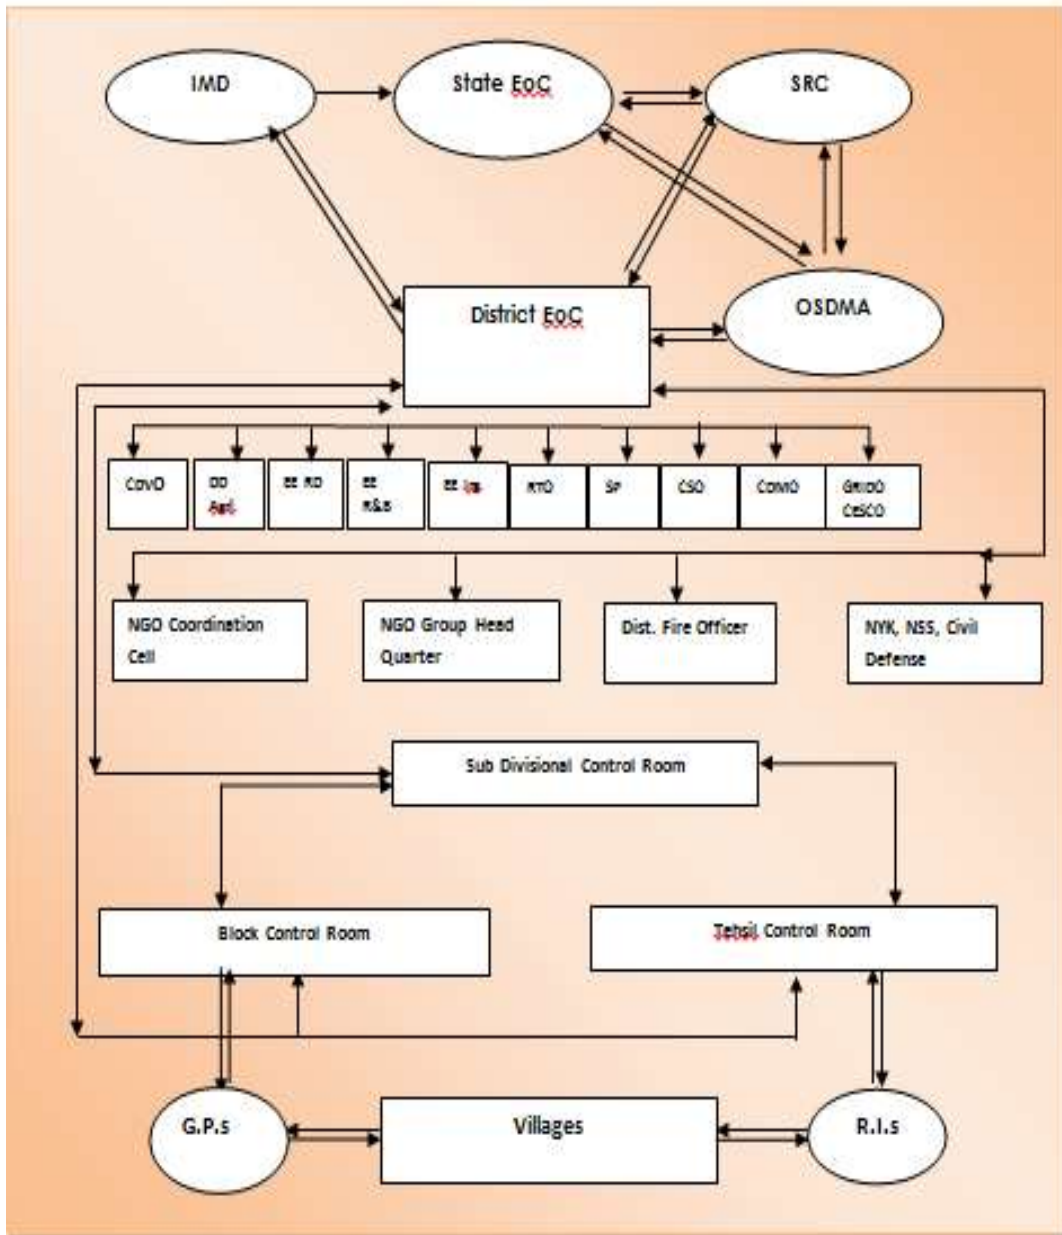 IMD
State EoC
SRC
District EoC
OSDMA
CDVO
DD
EE RD
EE
R&B
EE
RTO
SP
CSO
CDMO
GRIDO
CESCO
NGO Coordination
Cell
NGO Group Head
Quarter
Dist. Fire Officer
NYK, NSS, Civil
Defense
Sub Divisional Control Room
Block Control Room
Tehsil Control Room
G.P.s
Villages
R.I.s